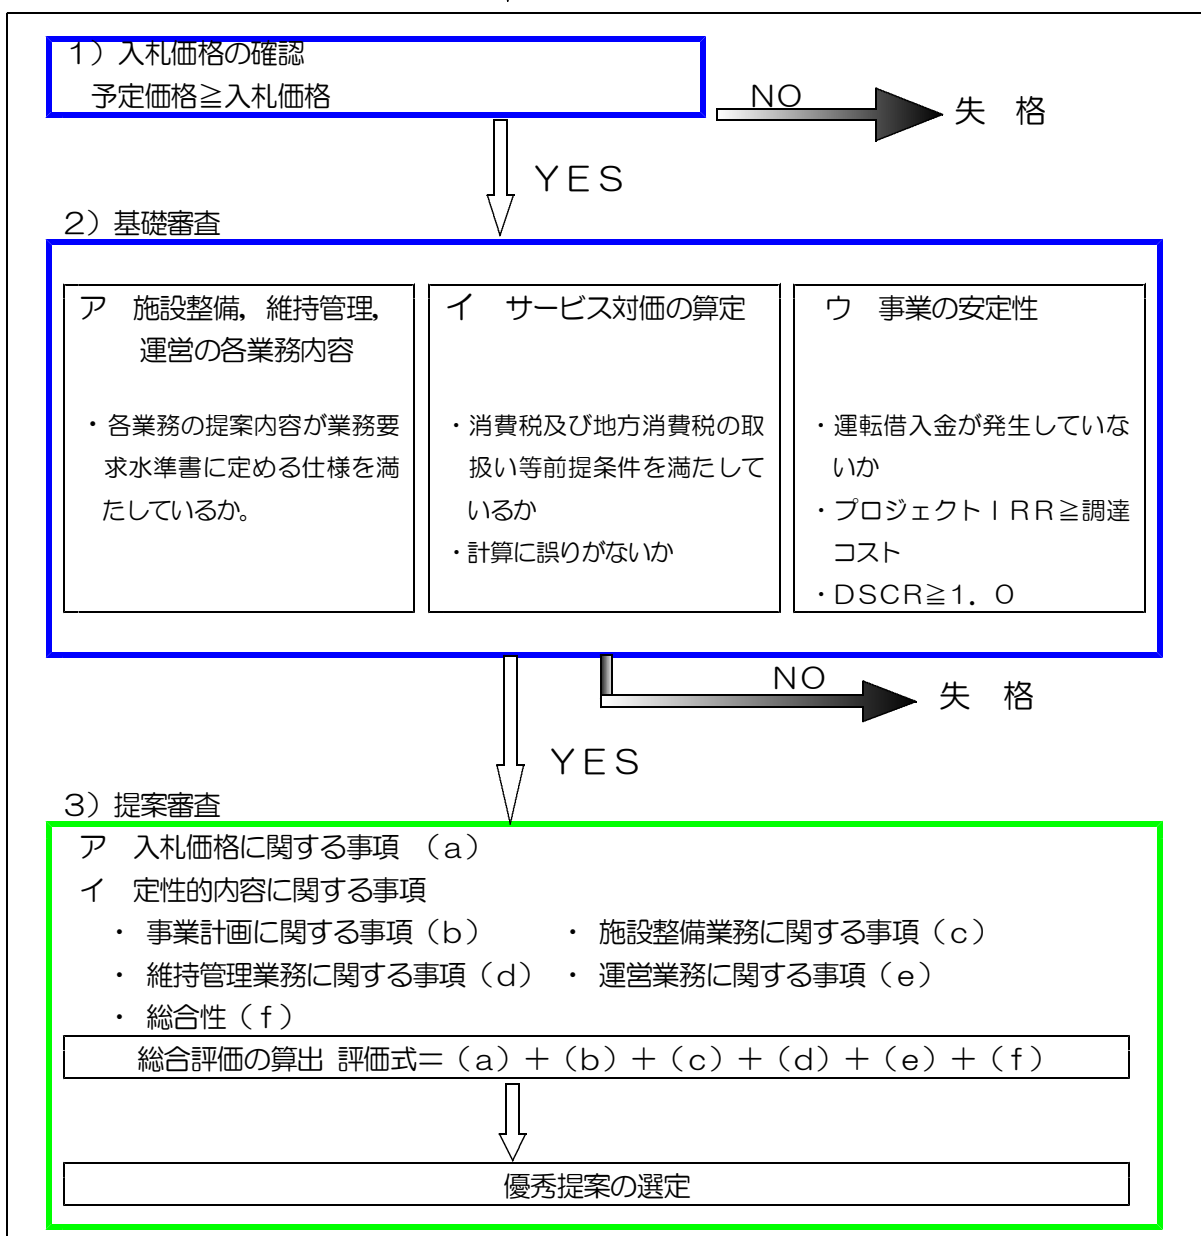 １）入札価格の確認
予定価格≧入札価格
ＮＯ
失　格
ＹＥＳ
２）基礎審査
ア　施設整備，維持管理，
運営の各業務内容
・各業務の提案内容が業務要
求水準書に定める仕様を満
たしているか。
イ　サービス対価の算定
・消費税及び地方消費税の取
扱い等前提条件を満たして
いるか
・計算に誤りがないか
ウ　事業の安定性
・運転借入金が発生していな
いか
・プロジェクトＩＲＲ≧調達
コスト
・ＤＳＣＲ≧１．０
ＮＯ
失　格
ＹＥＳ
３）提案審査
ア　入札価格に関する事項　（ａ）
イ　定性的内容に関する事項
・　事業計画に関する事項（ｂ）　　・　施設整備業務に関する事項（ｃ）
・　維持管理業務に関する事項（ｄ）　・　運営業務に関する事項（ｅ）
・　総合性（ｆ）
総合評価の算出 評価式＝（ａ）＋（ｂ）＋（ｃ）＋（ｄ）＋（ｅ）＋（ｆ）
優秀提案の選定